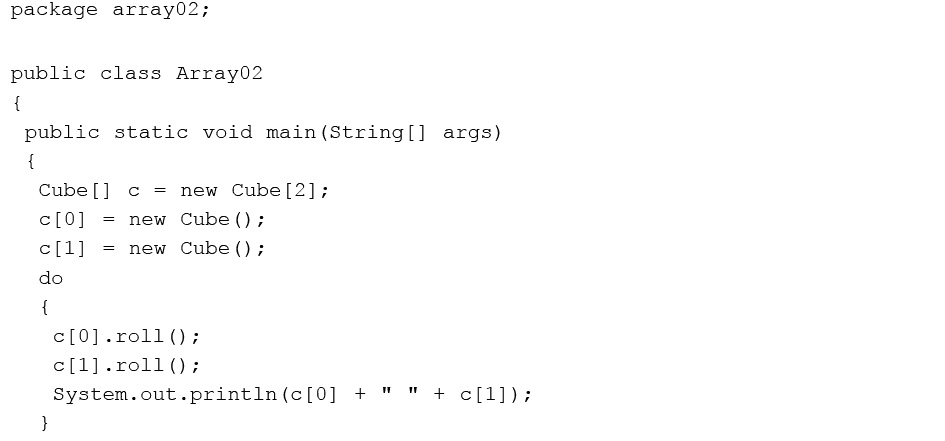 package array02;
public class Array02
{
public static void main(String[] args)
{
Cube[] c = new Cube[2];
c[0] = new Cube();
c[1] = new Cube();
do
{
c[0].roll();
c[1].roll();
System.out.println(c[0] + " " + c[1]);
}